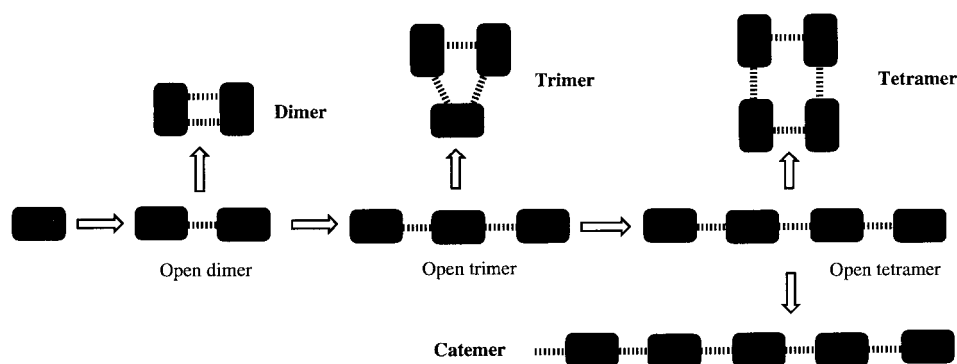 Dimer
Trimer
Tetramer
Open dimer
Open trimer
Open tetramer
Catemer